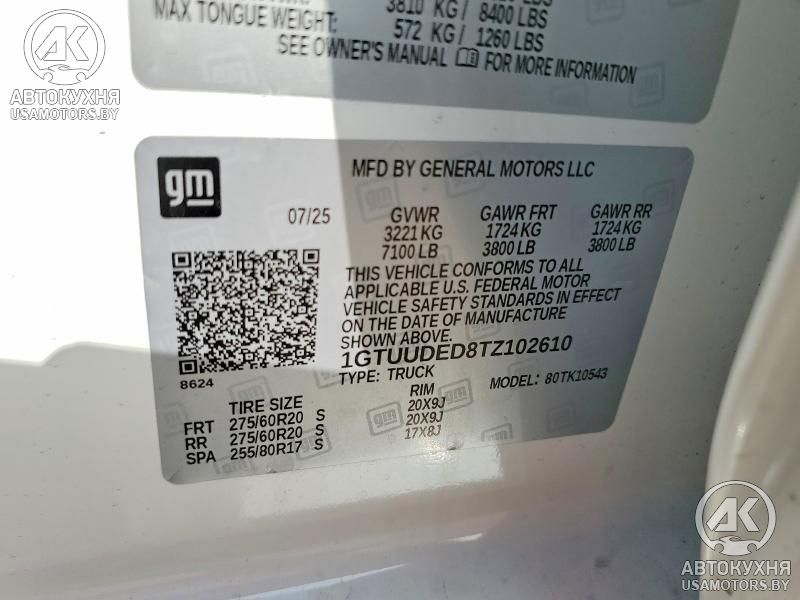 3810 KG / 8400 LBS
MAX TONGUE WEIGHT: 572 KG / 1260 LBS
SEE OWNER'S MANUAL FOR MORE INFORMATION
АВТОКУХНЯ
USAMOTORS.BY
gm
MFD BY GENERAL MOTORS LLC
07/25 GVWR GAWR FRT GAWR RR
3221 KG 1724 KG 1724 KG
7100 LB 3800 LB 3800 LB
THIS VEHICLE CONFORMS TO ALL
APPLICABLE U.S. FEDERAL MOTOR
VEHICLE SAFETY STANDARDS IN EFFECT
ON THE DATE OF MANUFACTURE
SHOWN ABOVE.
1GTUUDED8TZ102610
8624
TYPE: TRUCK MODEL: 80TK10543
TIRE SIZE RIM
FRT 275/60R20 S 20X9J
RR 275/60R20 S 20X9J
SPA 255/80R17 S 17X8J
АВТОКУХНЯ
USAMOTORS.BY